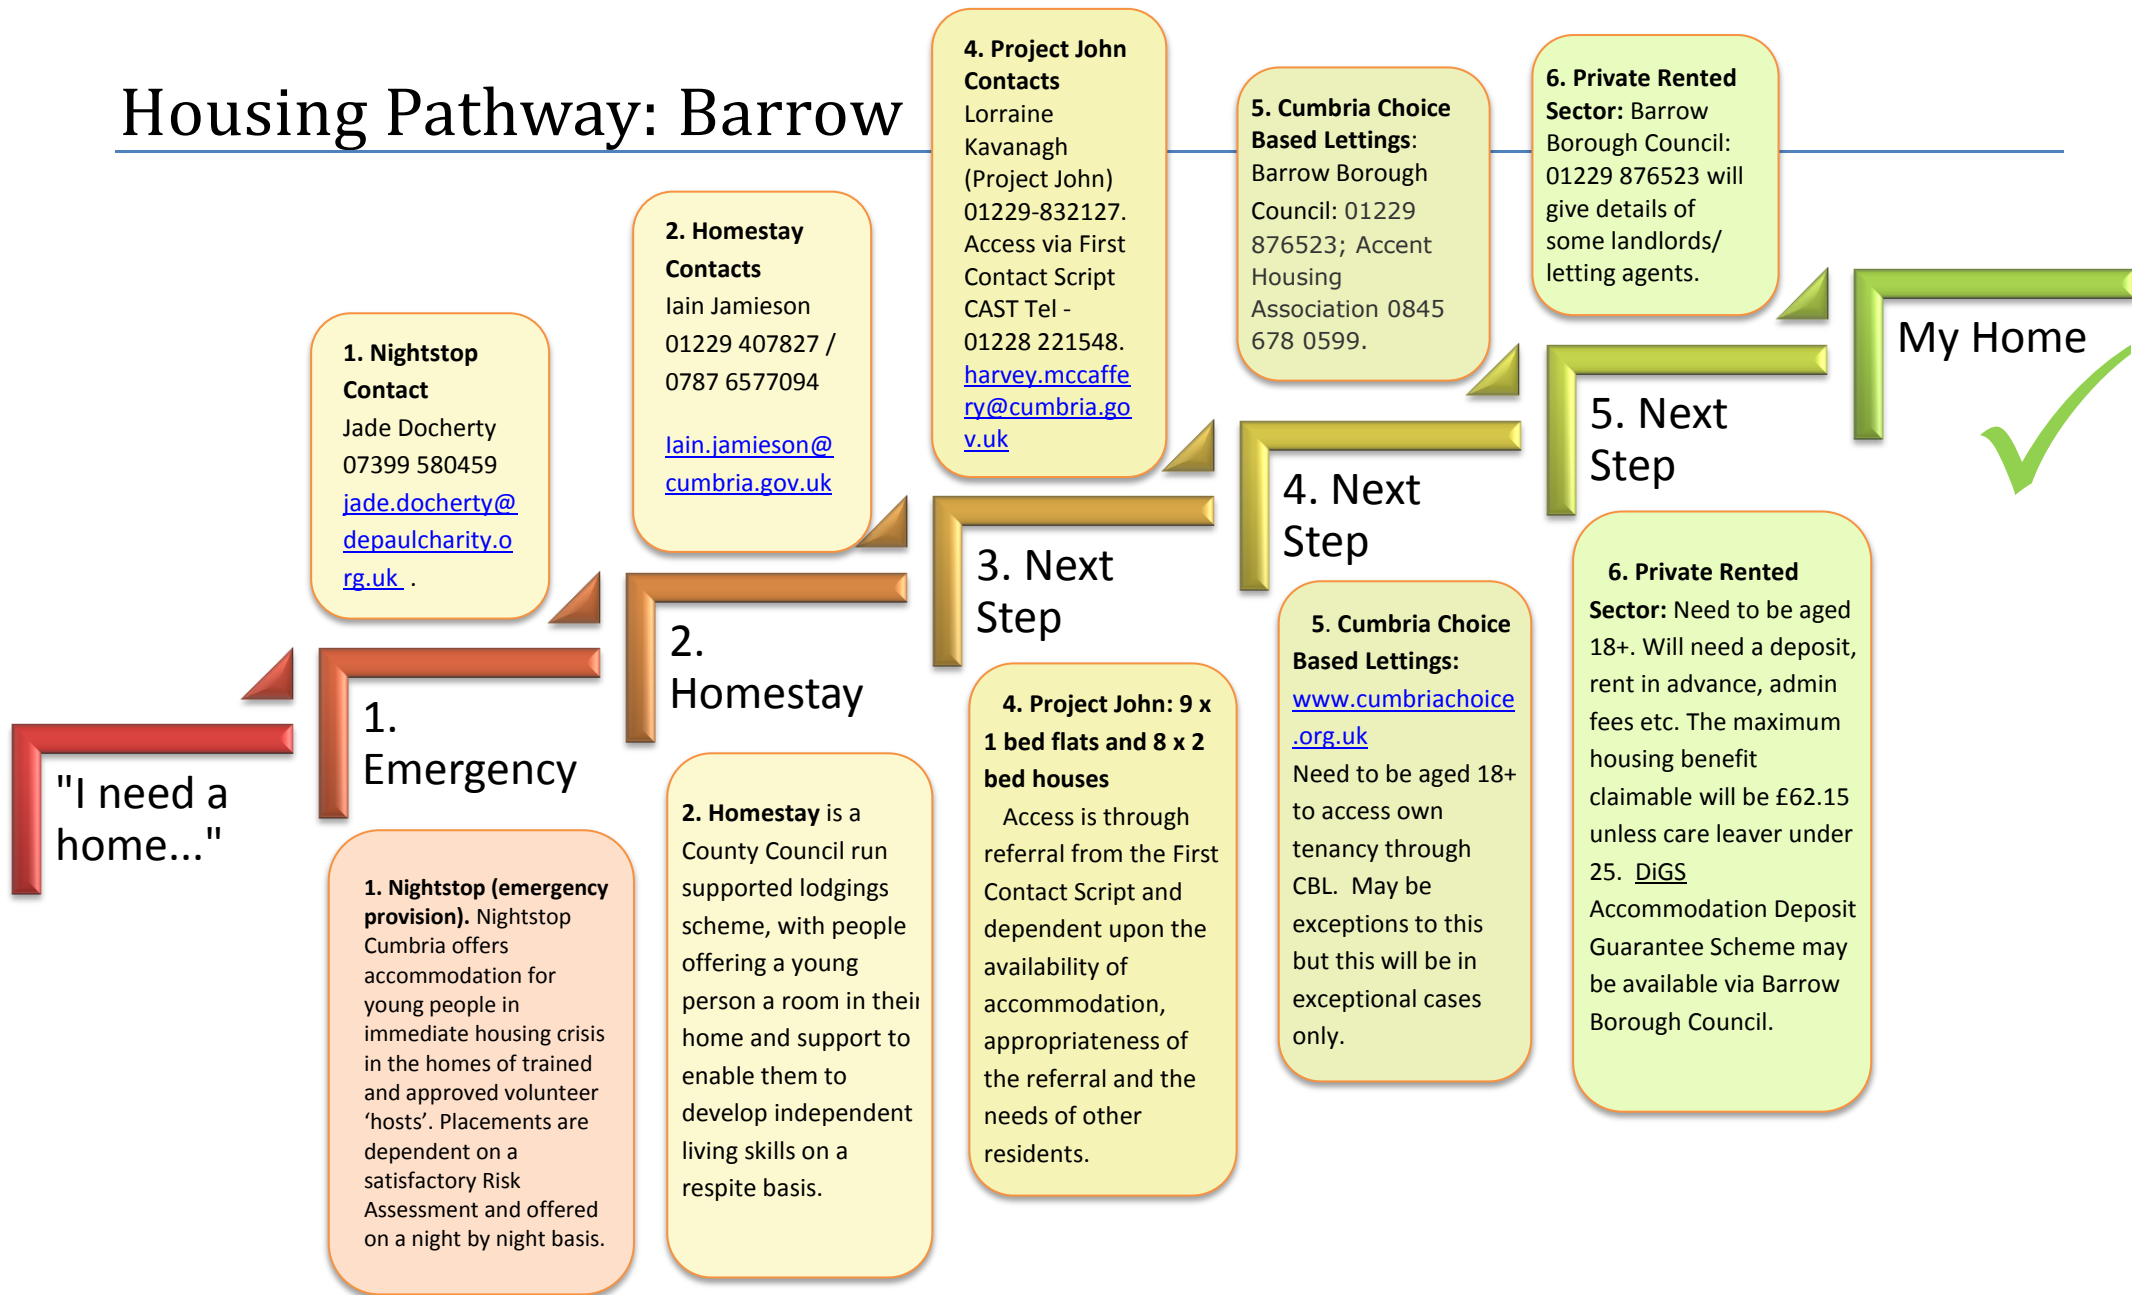 Housing Pathway: Barrow
"I need a
home..."
1. Nightstop
Contact
Jade Docherty
07399 580459
jade.docherty@
depaulcharity.o
rg.uk .
1.
Emergency
1. Nightstop (emergency
provision). Nightstop
Cumbria offers
accommodation for
young people in
immediate housing crisis
in the homes of trained
and approved volunteer
‘hosts’. Placements are
dependent on a
satisfactory Risk
Assessment and offered
on a night by night basis.
2. Homestay
Contacts
Iain Jamieson
01229 407827 /
0787 6577094
Iain.jamieson@
cumbria.gov.uk
2.
Homestay
2. Homestay is a
County Council run
supported lodgings
scheme, with people
offering a young
person a room in their
home and support to
enable them to
develop independent
living skills on a
respite basis.
4. Project John
Contacts
Lorraine
Kavanagh
(Project John)
01229-832127.
Access via First
Contact Script
CAST Tel -
01228 221548.
harvey.mccaffe
ry@cumbria.go
v.uk
3. Next
Step
4. Project John: 9 x
1 bed flats and 8 x 2
bed houses
Access is through
referral from the First
Contact Script and
dependent upon the
availability of
accommodation,
appropriateness of
the referral and the
needs of other
residents.
5. Cumbria Choice
Based Lettings:
Barrow Borough
Council: 01229
876523; Accent
Housing
Association 0845
678 0599.
4. Next
Step
5. Cumbria Choice
Based Lettings:
www.cumbriachoice
.org.uk
Need to be aged 18+
to access own
tenancy through
CBL. May be
exceptions to this
but this will be in
exceptional cases
only.
6. Private Rented
Sector: Barrow
Borough Council:
01229 876523 will
give details of
some landlords/
letting agents.
5. Next
Step
6. Private Rented
Sector: Need to be aged
18+. Will need a deposit,
rent in advance, admin
fees etc. The maximum
housing benefit
claimable will be £62.15
unless care leaver under
25. DiGS
Accommodation Deposit
Guarantee Scheme may
be available via Barrow
Borough Council.
My Home